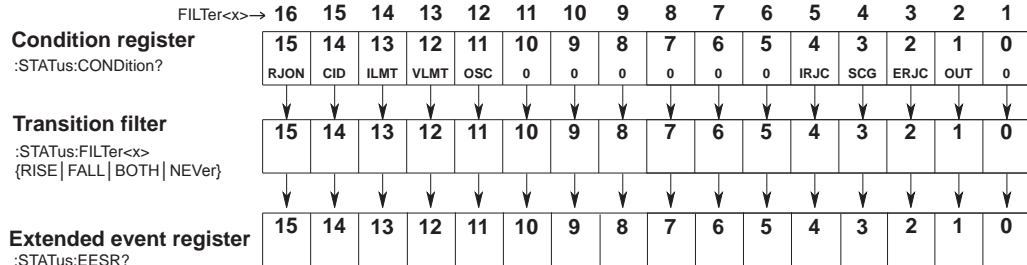 FILTer<x>→ 16 15 14 13 12 11 10 9 8 7 6 5 4 3 2 1
Condition register 15 14 13 12 11 10 9 8 7 6 5 4 3 2 1 0
:STATus:CONDition? RJON CID ILMT VLMT OSC 0 0 0 0 0 0 IRJC SCG ERJC OUT 0
Transition filter 15 14 13 12 11 10 9 8 7 6 5 4 3 2 1 0
:STATus:FILTer<x>
{RISE|FALL|BOTH|NEVer}
Extended event register 15 14 13 12 11 10 9 8 7 6 5 4 3 2 1 0
:STATus:EESR?